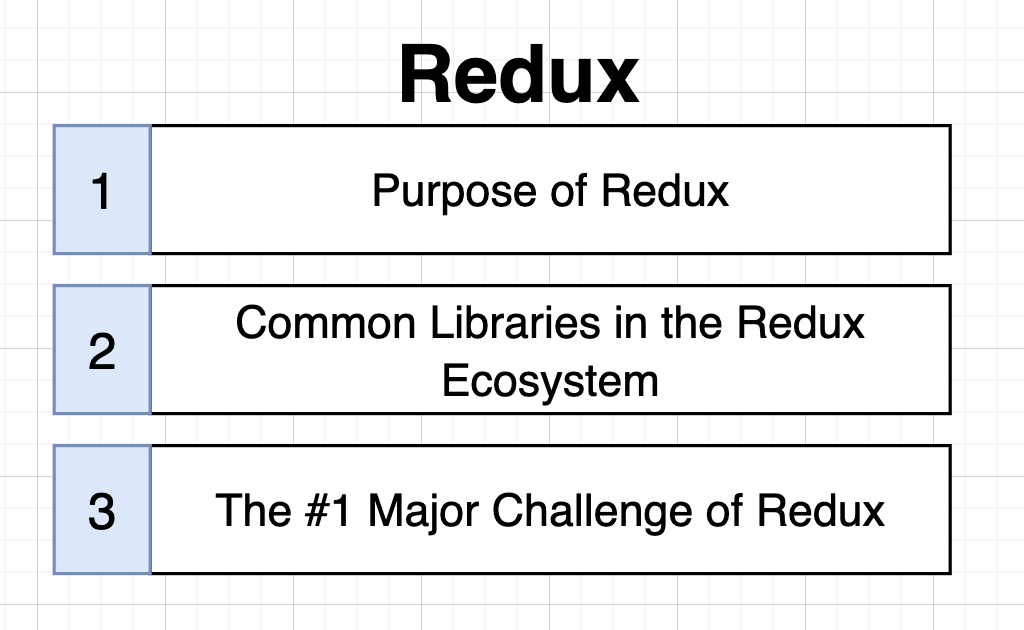 Redux
1
Purpose of Redux
2
Common Libraries in the Redux
Ecosystem
3
The #1 Major Challenge of Redux